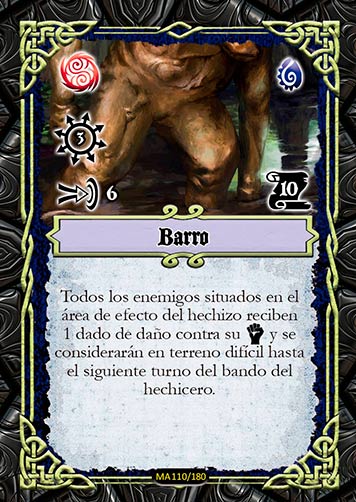 3
6
10
Barro
Todos los enemigos situados en el
área de efecto del hechizo reciben
1 dado de daño contra su y se
considerarán en terreno difícil hasta
el siguiente turno del bando del
hechicero.
MA110/180